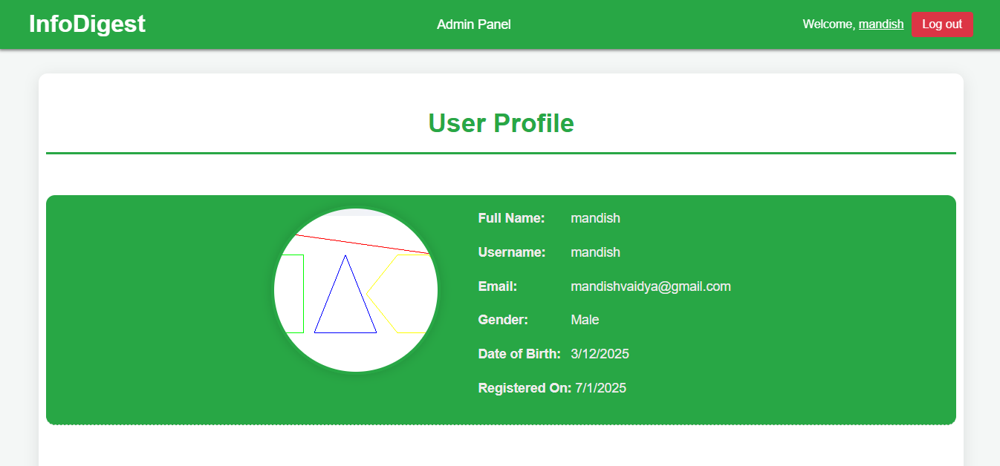 InfoDigest Admin Panel Welcome, mandish Log out
User Profile
Full Name: mandish
Username: mandish
Email: mandishvaidya@gmail.com
Gender: Male
Date of Birth: 3/12/2025
Registered On: 7/1/2025